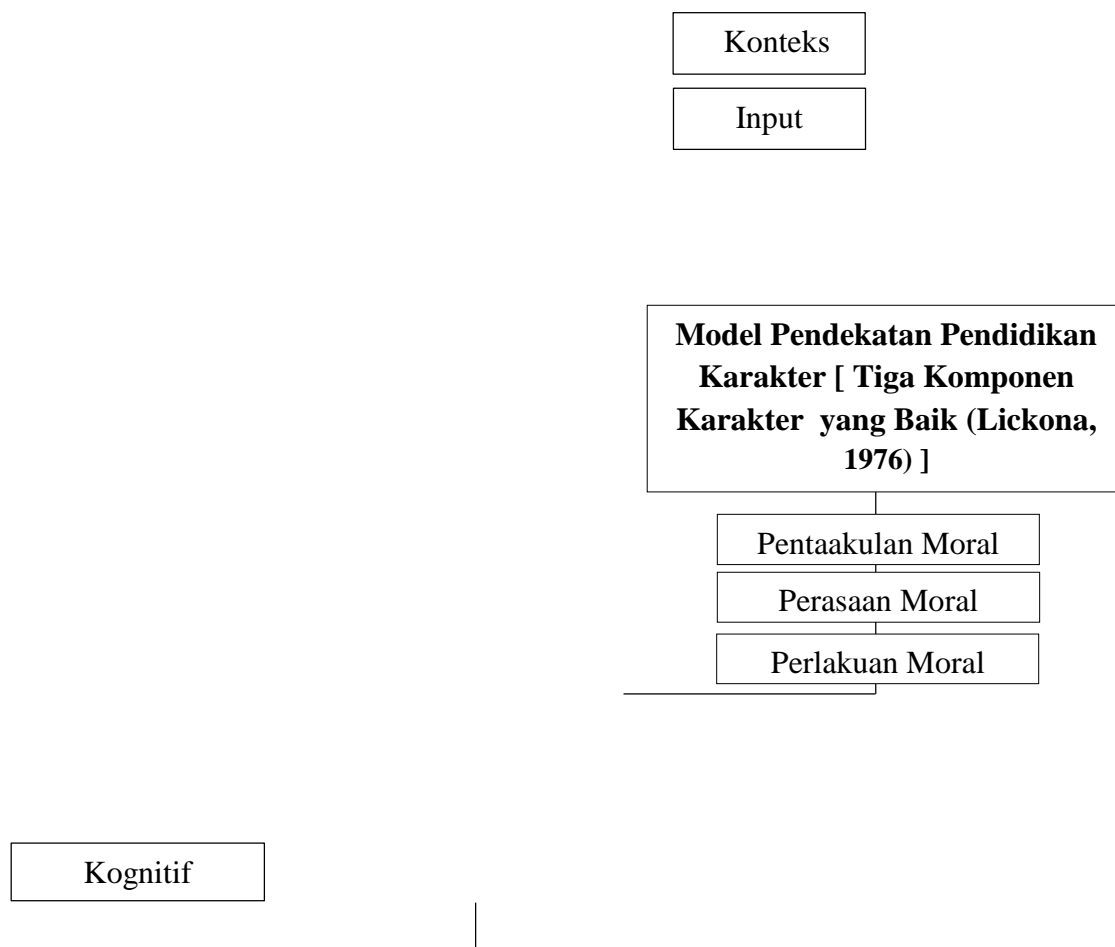 Konteks
Input
Model Pendekatan Pendidikan
Karakter [ Tiga Komponen
Karakter yang Baik (Lickona,
1976) ]
Pentaakulan Moral
Perasaan Moral
Perlakuan Moral
Kognitif